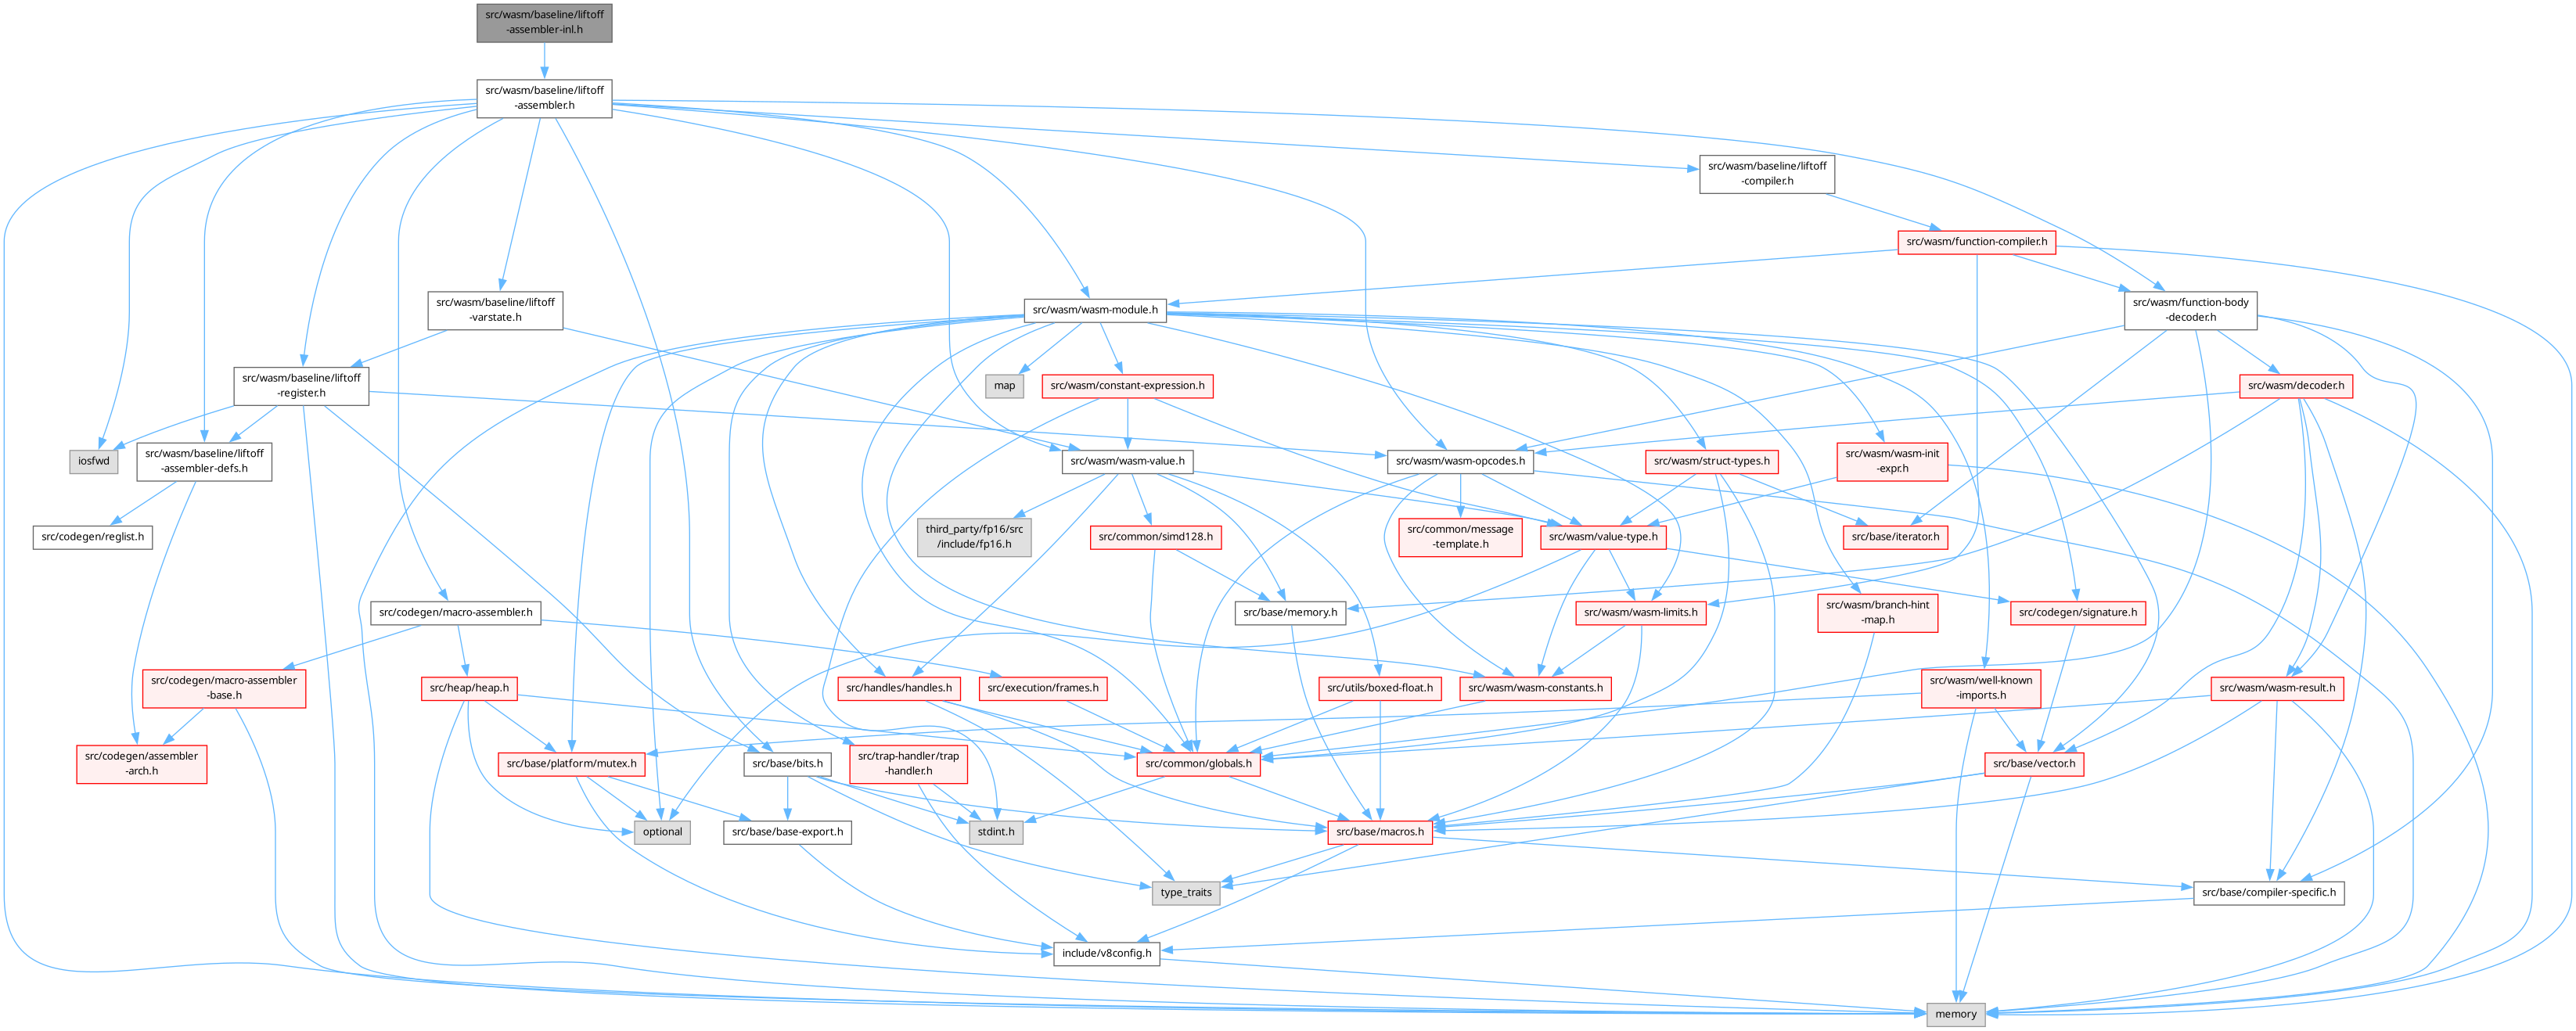 src/wasm/baseline/liftoff
-assembler-inl.h
src/wasm/baseline/liftoff
-assembler.h
src/wasm/baseline/liftoff
-compiler.h
src/wasm/function-compiler.h
src/wasm/baseline/liftoff
-varstate.h
src/wasm/wasm-module.h
src/wasm/function-body
-decoder.h
src/wasm/baseline/liftoff
-register.h
map
src/wasm/constant-expression.h
src/wasm/decoder.h
iosfwd
src/wasm/baseline/liftoff
-assembler-defs.h
src/wasm/wasm-value.h
src/wasm/wasm-opcodes.h
src/wasm/struct-types.h
src/wasm/wasm-init
-expr.h
src/codegen/reglist.h
third_party/fp16/src
/include/fp16.h
src/common/simd128.h
src/common/message
-template.h
src/wasm/value-type.h
src/base/iterator.h
src/codegen/macro-assembler.h
src/base/memory.h
src/wasm/wasm-limits.h
src/wasm/branch-hint
-map.h
src/codegen/signature.h
src/codegen/macro-assembler
-base.h
src/heap/heap.h
src/handles/handles.h
src/execution/frames.h
src/utils/boxed-float.h
src/wasm/wasm-constants.h
src/wasm/well-known
-imports.h
src/wasm/wasm-result.h
src/codegen/assembler
-arch.h
src/base/platform/mutex.h
src/base/bits.h
src/trap-handler/trap
-handler.h
src/common/globals.h
src/base/vector.h
optional
src/base/base-export.h
stdint.h
src/base/macros.h
type_traits
src/base/compiler-specific.h
include/v8config.h
memory